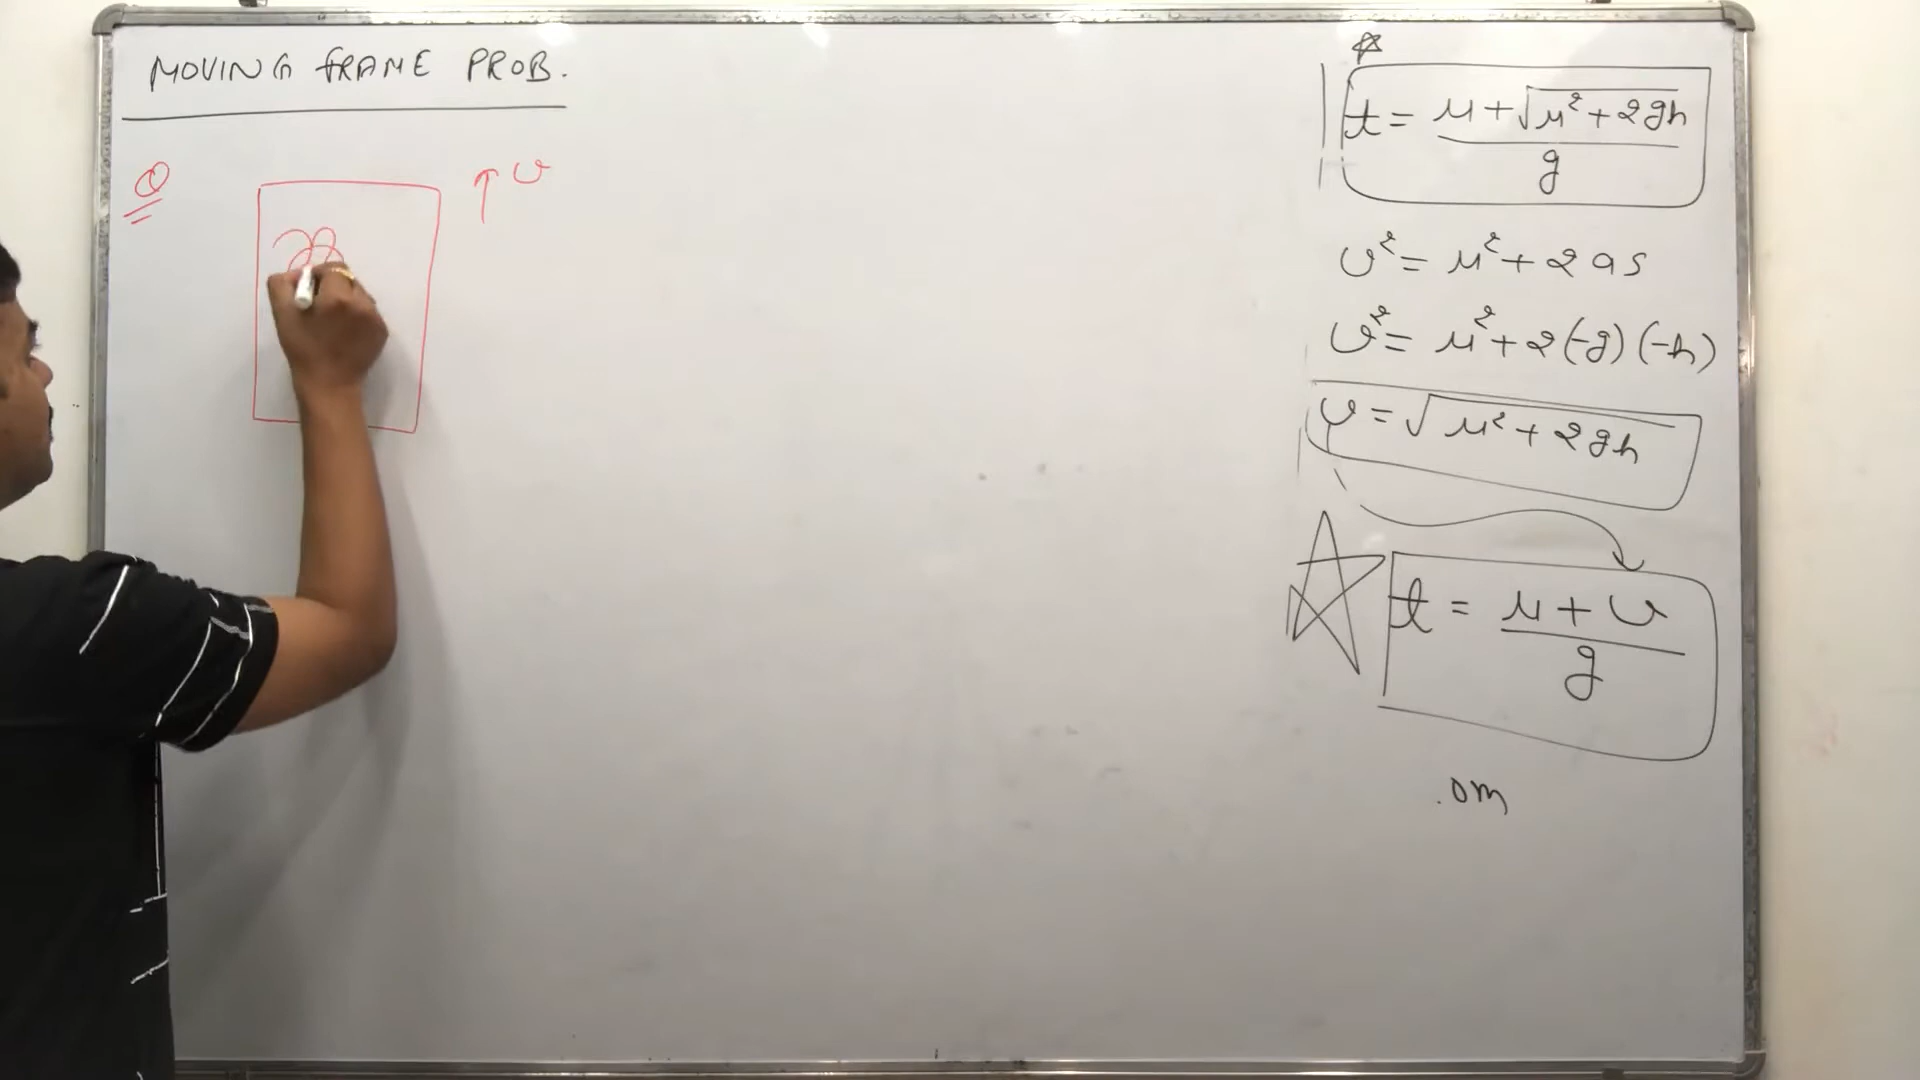 MOVING FRAME PROB.
Q
↑ v
t = u + √u² + 2gh / g
v² = u² + 2as
v² = u² + 2(-g)(-h)
v = √u² + 2gh
t = u + v / g
.om